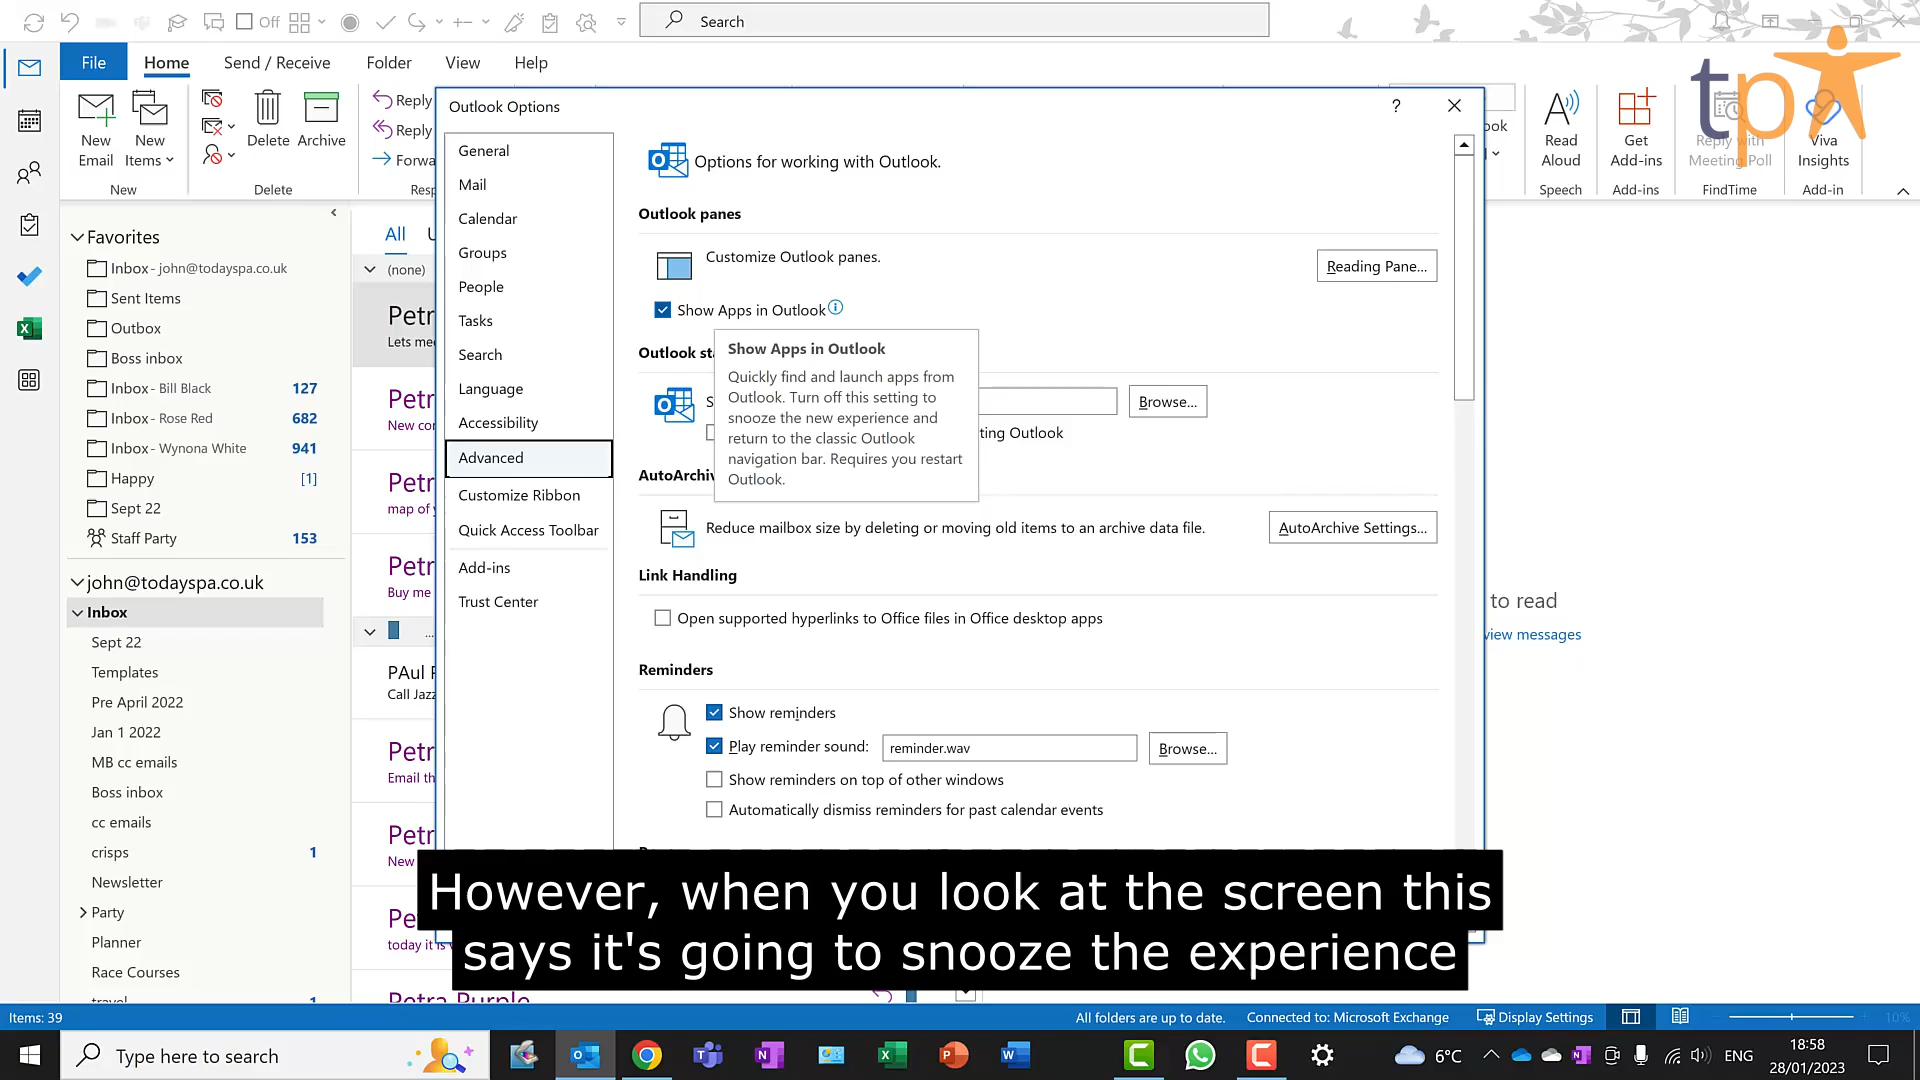 Off
Search
tp
File
Home
Send / Receive
Folder
View
Help
New
Email
New
Items
New
Delete
Archive
Delete
Reply
Reply
Forwa
Resp
ook
Read
Aloud
Speech
Get
Add-ins
Add-ins
Reply with
Meeting Poll
FindTime
Viva
Insights
Add-in
Favorites
Inbox - john@todayspa.co.uk
Sent Items
Outbox
Boss inbox
Inbox - Bill Black 127
Inbox - Rose Red 682
Inbox - Wynona White 941
Happy [1]
Sept 22
Staff Party 153
john@todayspa.co.uk
Inbox
Sept 22
Templates
Pre April 2022
Jan 1 2022
MB cc emails
Boss inbox
cc emails
crisps 1
Newsletter
Party
Planner
Race Courses
travel 1
All
(none)
Petr
Lets mee
Petr
New con
Petr
map of y
Petr
Buy me
...
PAul F
Call Jazz
Petr
Email th
Petr
New
Pet
today it is
Petra Purple
Outlook Options
?
General
Mail
Calendar
Groups
People
Tasks
Search
Language
Accessibility
Advanced
Customize Ribbon
Quick Access Toolbar
Add-ins
Trust Center
Options for working with Outlook.
Outlook panes
Customize Outlook panes.
Reading Pane...
Show Apps in Outlook
Outlook sta
Show Apps in Outlook
Quickly find and launch apps from
Outlook. Turn off this setting to
snooze the new experience and
return to the classic Outlook
navigation bar. Requires you restart
Outlook.
S
Browse...
ting Outlook
AutoArchiv
Reduce mailbox size by deleting or moving old items to an archive data file.
AutoArchive Settings...
Link Handling
Open supported hyperlinks to Office files in Office desktop apps
Reminders
Show reminders
Play reminder sound: reminder.wav Browse...
Show reminders on top of other windows
Automatically dismiss reminders for past calendar events
to read
view messages
However, when you look at the screen this
says it's going to snooze the experience
Items: 39
All folders are up to date.
Connected to: Microsoft Exchange
Display Settings
10%
Type here to search
6°C
ENG
18:58
28/01/2023